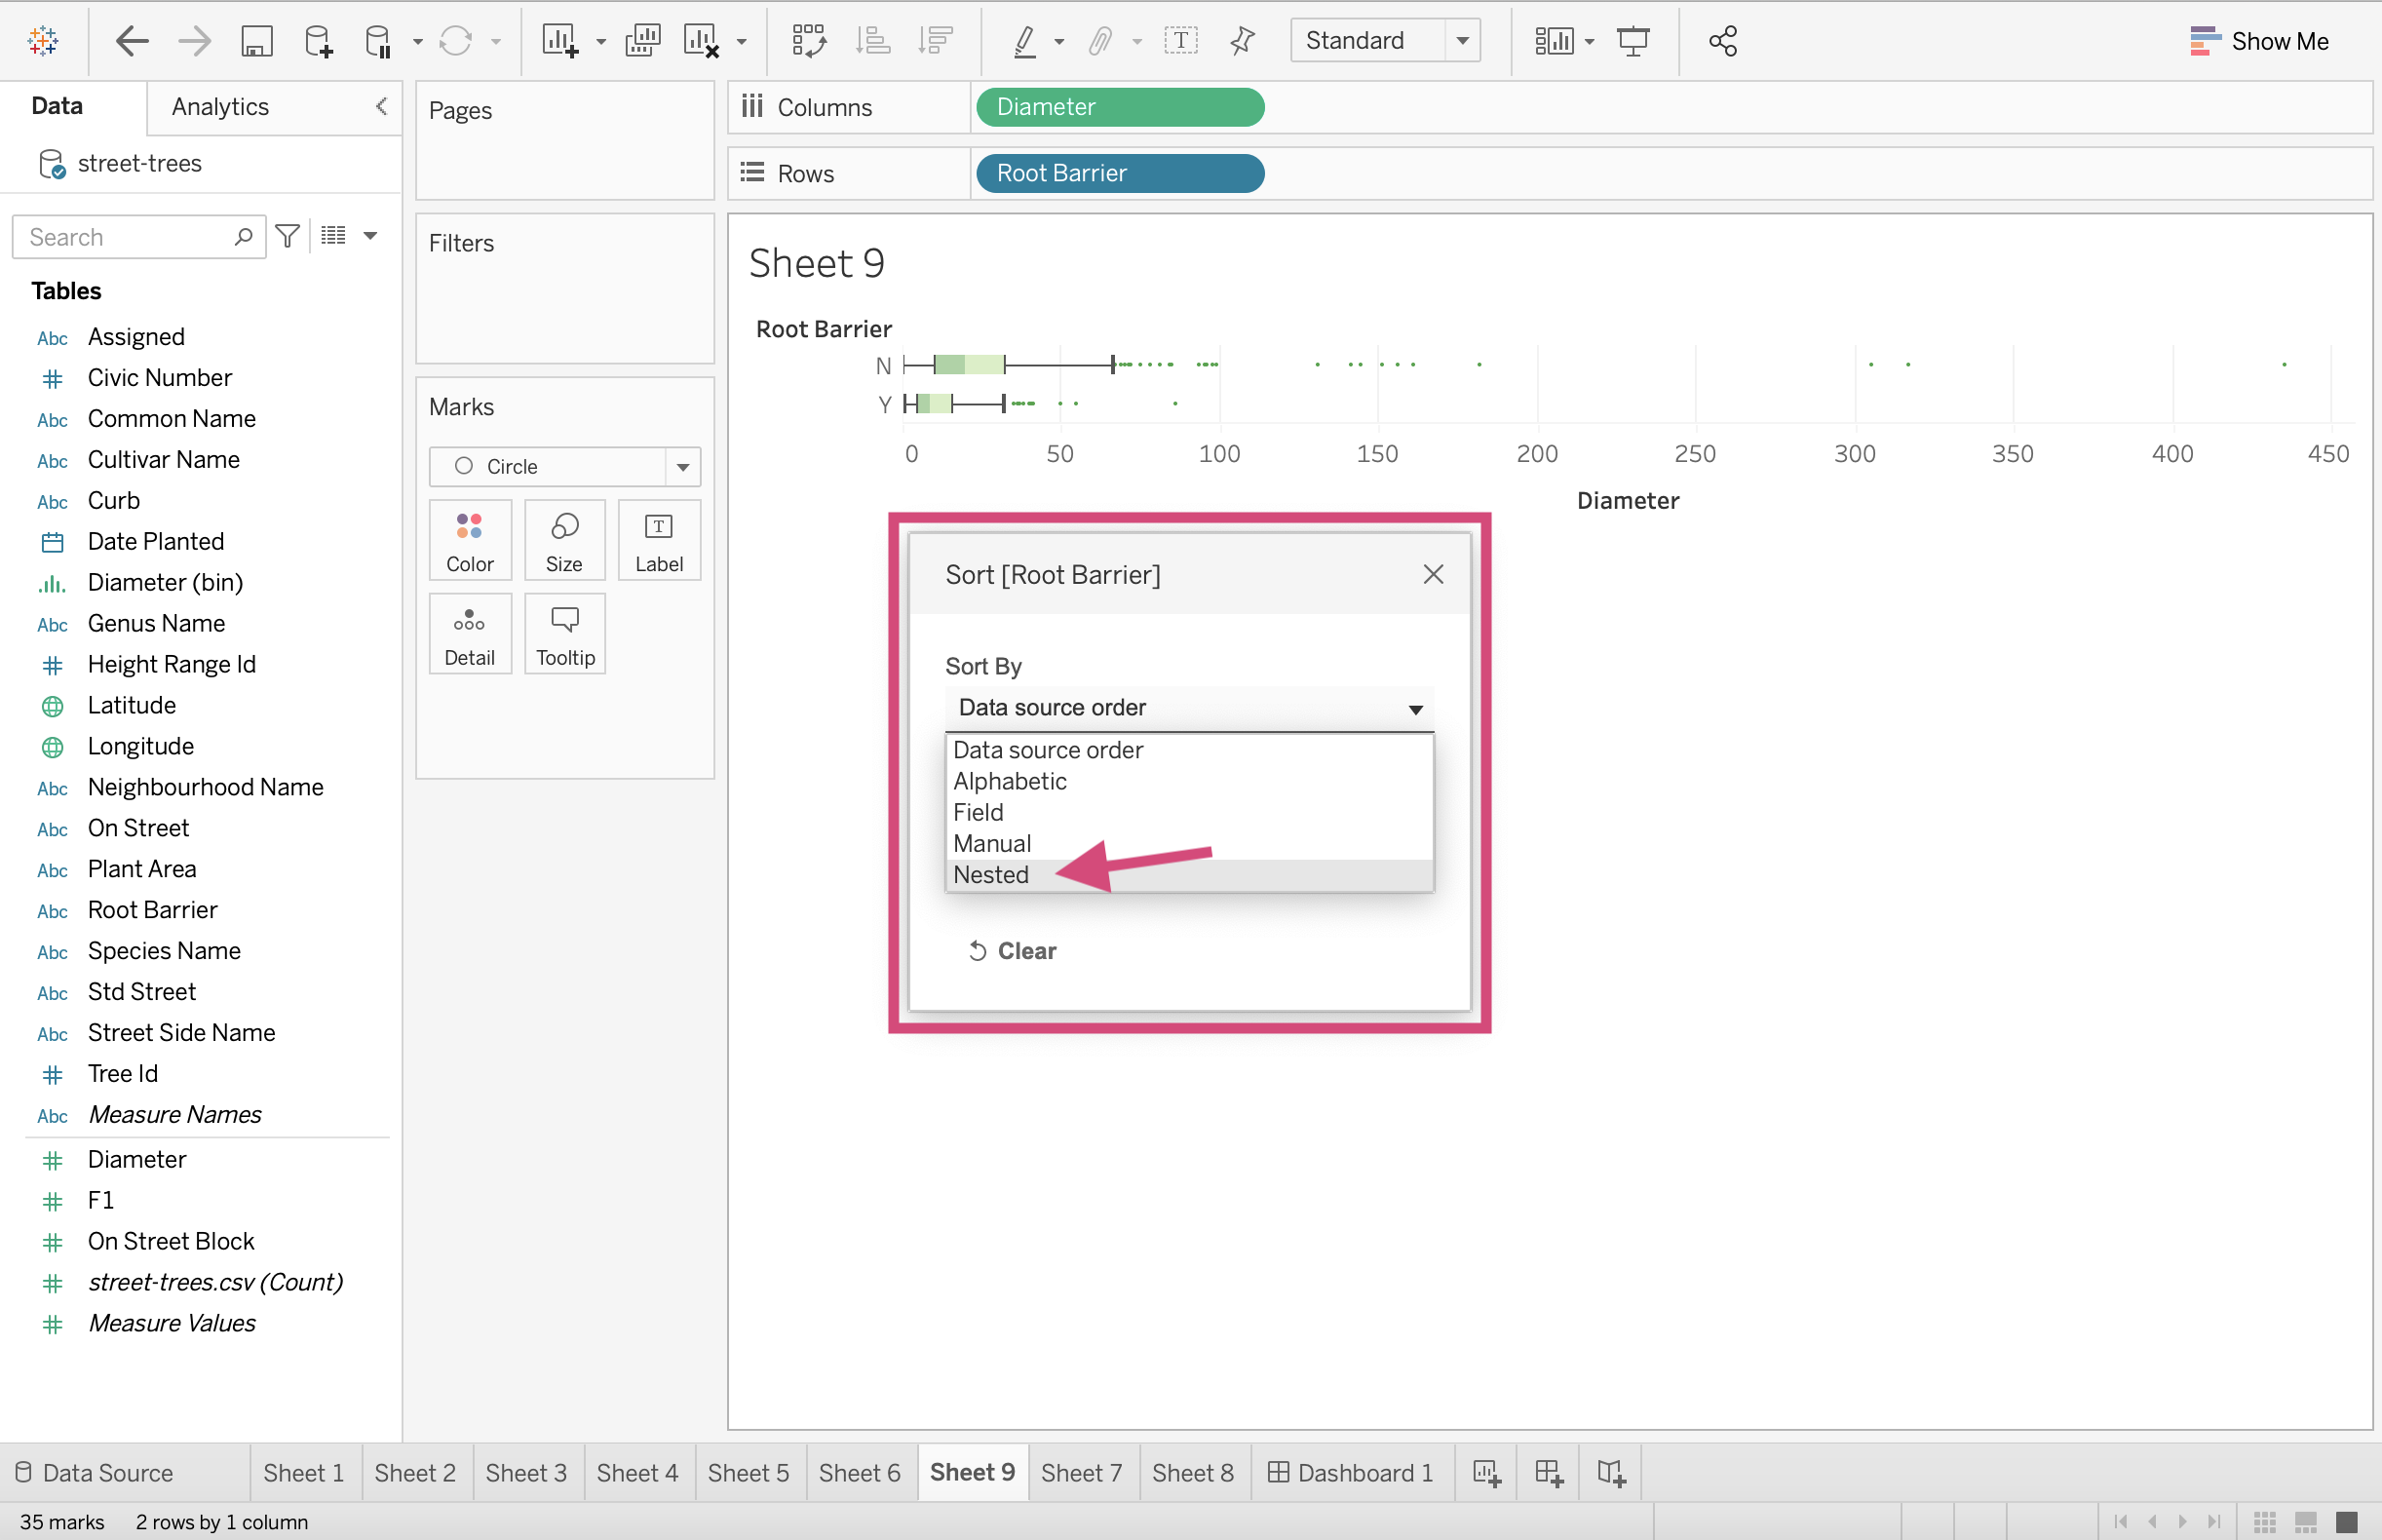 Standard
Show Me
Data
Analytics
street-trees
Search
Tables
Abc Assigned
Civic Number
Abc Common Name
Abc Cultivar Name
Abc Curb
Date Planted
Diameter (bin)
Abc Genus Name
Height Range Id
Latitude
Longitude
Abc Neighbourhood Name
Abc On Street
Abc Plant Area
Abc Root Barrier
Abc Species Name
Abc Std Street
Abc Street Side Name
Tree Id
Abc Measure Names
Diameter
F1
On Street Block
street-trees.csv (Count)
Measure Values
Pages
Filters
Marks
Circle
Color
Size
T
Label
Detail
Tooltip
Columns
Diameter
Rows
Root Barrier
Sheet 9
Root Barrier
N
Y
0 50 100 150 200 250 300 350 400 450
Diameter
Sort [Root Barrier]
Sort By
Data source order
Data source order
Alphabetic
Field
Manual
Nested
Clear
Data Source
Sheet 1
Sheet 2
Sheet 3
Sheet 4
Sheet 5
Sheet 6
Sheet 9
Sheet 7
Sheet 8
Dashboard 1
35 marks
2 rows by 1 column